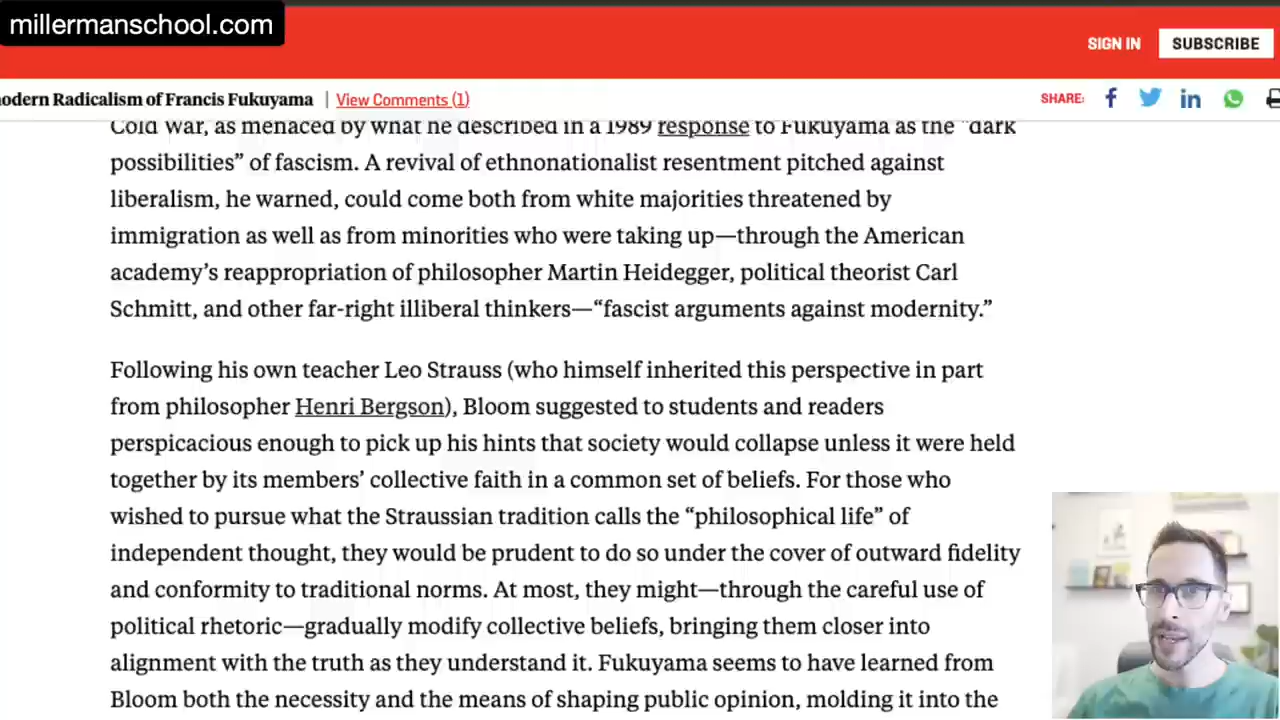 millermanschool.com
SIGN IN
SUBSCRIBE
odern Radicalism of Francis Fukuyama | View Comments (1)
SHARE:
Cold War, as menaced by what he described in a 1989 response to Fukuyama as the “dark
possibilities” of fascism. A revival of ethnonationalist resentment pitched against
liberalism, he warned, could come both from white majorities threatened by
immigration as well as from minorities who were taking up—through the American
academy’s reappropriation of philosopher Martin Heidegger, political theorist Carl
Schmitt, and other far-right illiberal thinkers—“fascist arguments against modernity.”
Following his own teacher Leo Strauss (who himself inherited this perspective in part
from philosopher Henri Bergson), Bloom suggested to students and readers
perspicacious enough to pick up his hints that society would collapse unless it were held
together by its members’ collective faith in a common set of beliefs. For those who
wished to pursue what the Straussian tradition calls the “philosophical life” of
independent thought, they would be prudent to do so under the cover of outward fidelity
and conformity to traditional norms. At most, they might—through the careful use of
political rhetoric—gradually modify collective beliefs, bringing them closer into
alignment with the truth as they understand it. Fukuyama seems to have learned from
Bloom both the necessity and the means of shaping public opinion, molding it into the